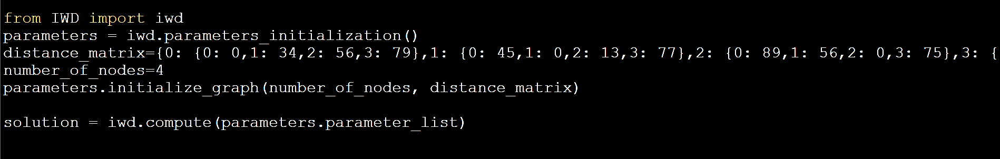 from IWD import iwd
parameters = iwd.parameters_initialization()
distance_matrix={0: {0: 0,1: 34,2: 56,3: 79},1: {0: 45,1: 0,2: 13,3: 77},2: {0: 89,1: 56,2: 0,3: 75},3: {
number_of_nodes=4
parameters.initialize_graph(number_of_nodes, distance_matrix)
solution = iwd.compute(parameters.parameter_list)